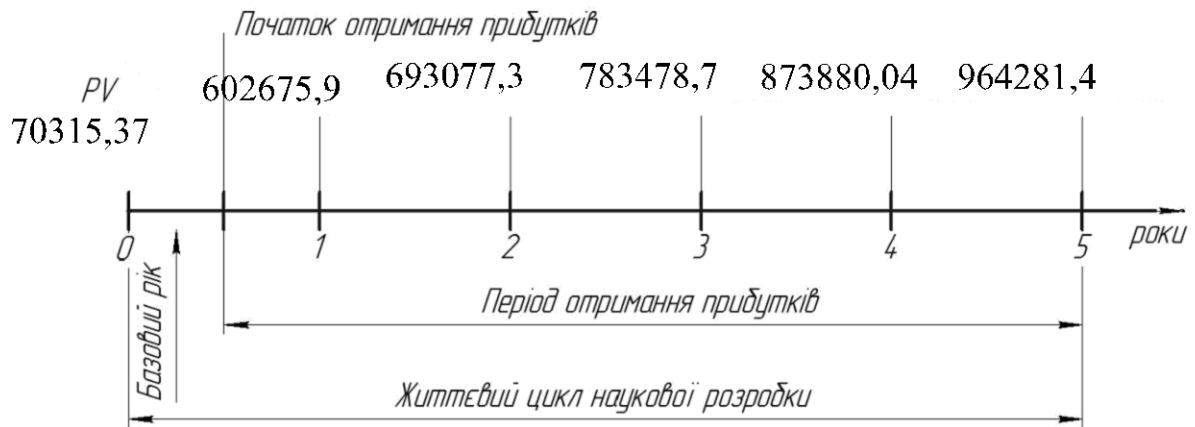 Початок отримання прибутків
PV
70315,37
602675,9
693077,3
783478,7
873880,04
964281,4
0
1
2
3
4
5
роки
Базовий рік
Період отримання прибутків
Життєвий цикл наукової розробки